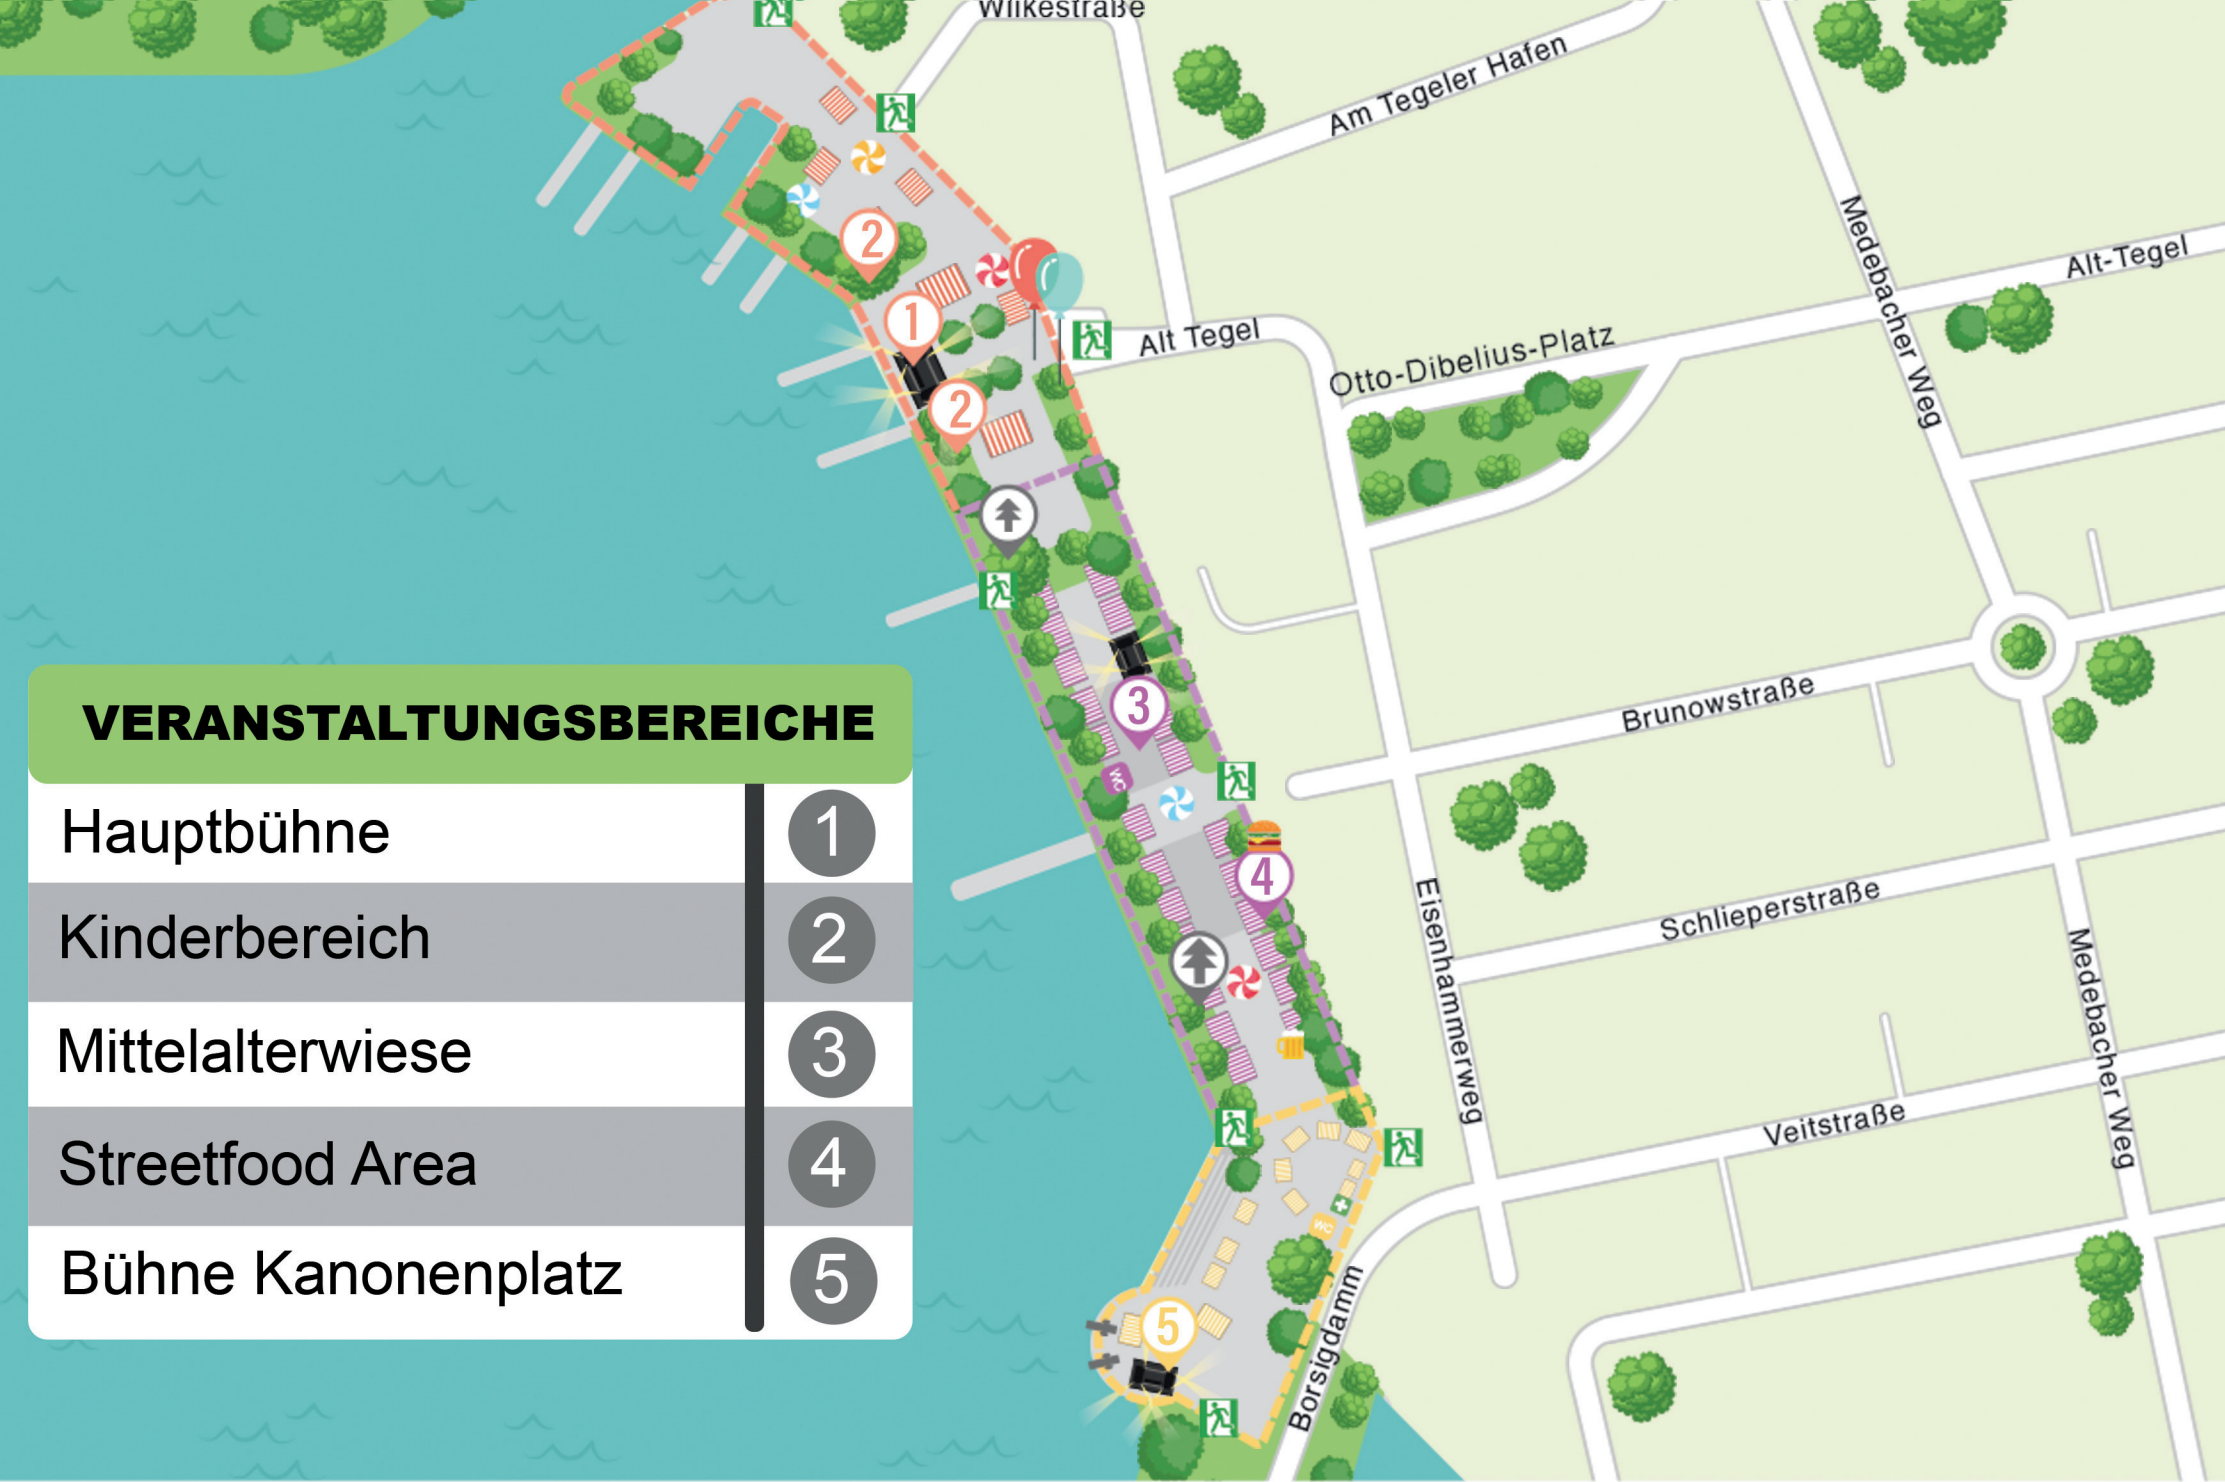 Wilkestraße
Am Tegeler Hafen
Medebacher Weg
Alt-Tegel
2
1
Alt Tegel
Otto-Dibelius-Platz
2
Brunowstraße
3
WC
4
Schlieperstraße
Eisenhammerweg
Medebacher Weg
Veitstraße
WC
Borsigdamm
5
VERANSTALTUNGSBEREICHE
Hauptbühne 1
Kinderbereich 2
Mittelalterwiese 3
Streetfood Area 4
Bühne Kanonenplatz 5